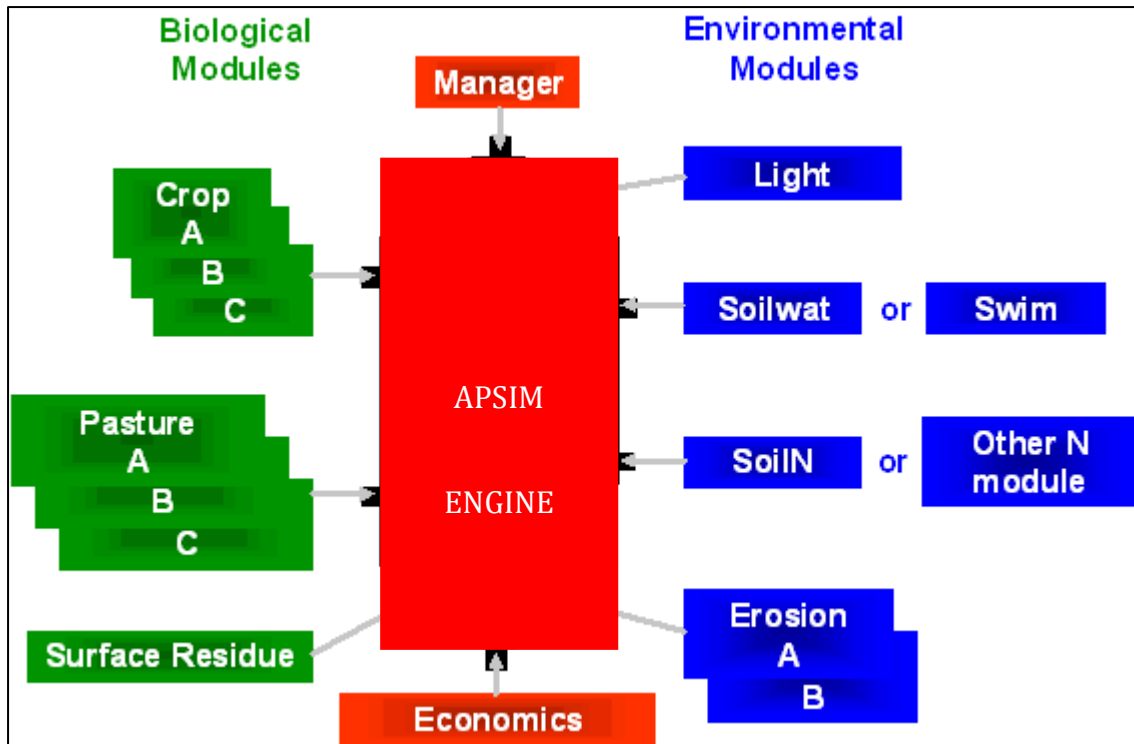 Biological
Modules
Environmental
Modules
Manager
Light
Crop
A
B
C
Soilwat or Swim
APSIM
ENGINE
Pasture
A
B
C
SoilN or Other N
module
Surface Residue
Erosion
A
B
Economics